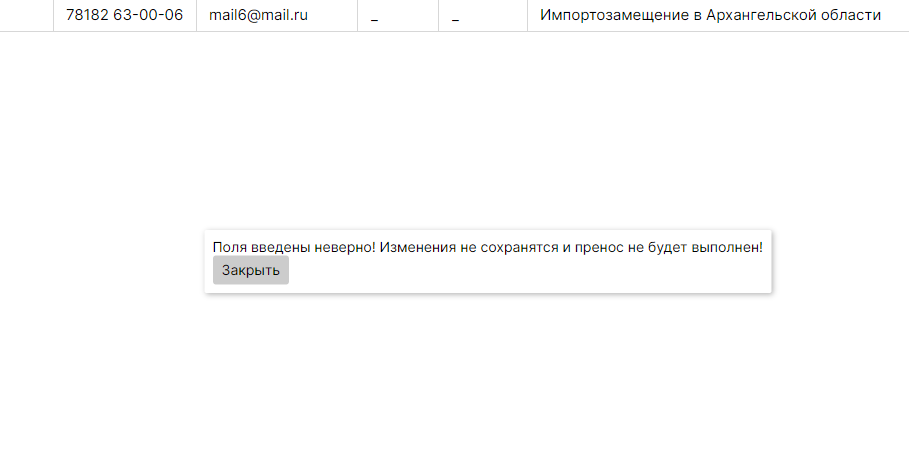 78182 63-00-06 mail6@mail.ru _ _ Импортозамещение в Архангельской области
Поля введены неверно! Изменения не сохранятся и пренос не будет выполнен!
Закрыть